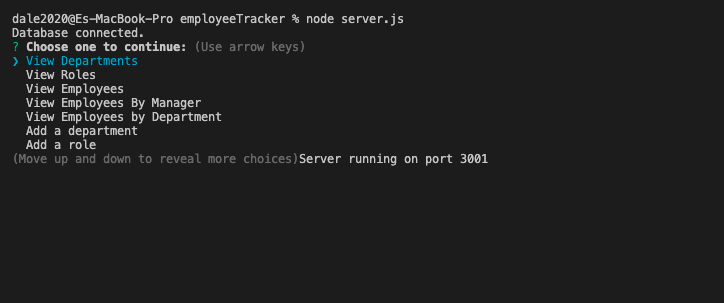 dale2020@Es-MacBook-Pro employeeTracker % node server.js
Database connected.
? Choose one to continue: (Use arrow keys)
❯ View Departments
View Roles
View Employees
View Employees By Manager
View Employees by Department
Add a department
Add a role
(Move up and down to reveal more choices)Server running on port 3001